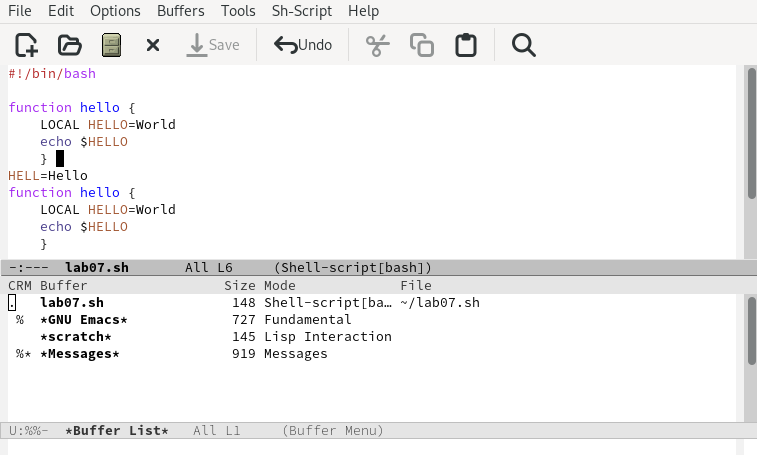 File Edit Options Buffers Tools Sh-Script Help
Save Undo
#!/bin/bash
function hello {
    LOCAL HELLO=World
    echo $HELLO
    }
HELL=Hello
function hello {
    LOCAL HELLO=World
    echo $HELLO
    }
-:---  lab07.sh       All L6     (Shell-script[bash])
CRM Buffer                 Size Mode             File
.   lab07.sh                148 Shell-script[ba… ~/lab07.sh
 %  *GNU Emacs*             727 Fundamental
    *scratch*               145 Lisp Interaction
 %* *Messages*              919 Messages
U:%%-  *Buffer List*   All L1     (Buffer Menu)